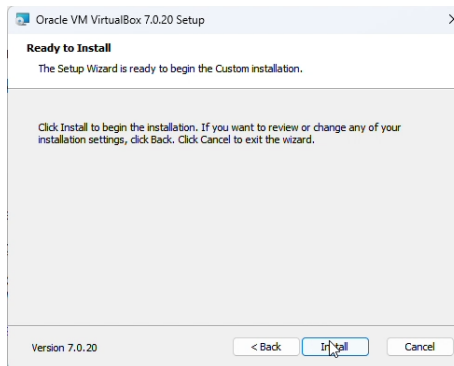 Oracle VM VirtualBox 7.0.20 Setup
Ready to Install
The Setup Wizard is ready to begin the Custom installation.
Click Install to begin the installation. If you want to review or change any of your
installation settings, click Back. Click Cancel to exit the wizard.
Version 7.0.20
< Back
Install
Cancel